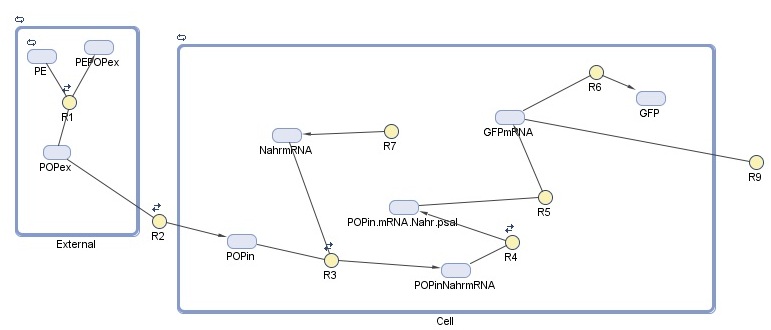 PE
PEPOPex
R1
POPex
External
R2
POPin
NahrmRNA
R7
R3
POPin.mRNA.Nahr.psal
POPinNahrmRNA
R4
R5
GFPmRNA
R6
GFP
R9
Cell